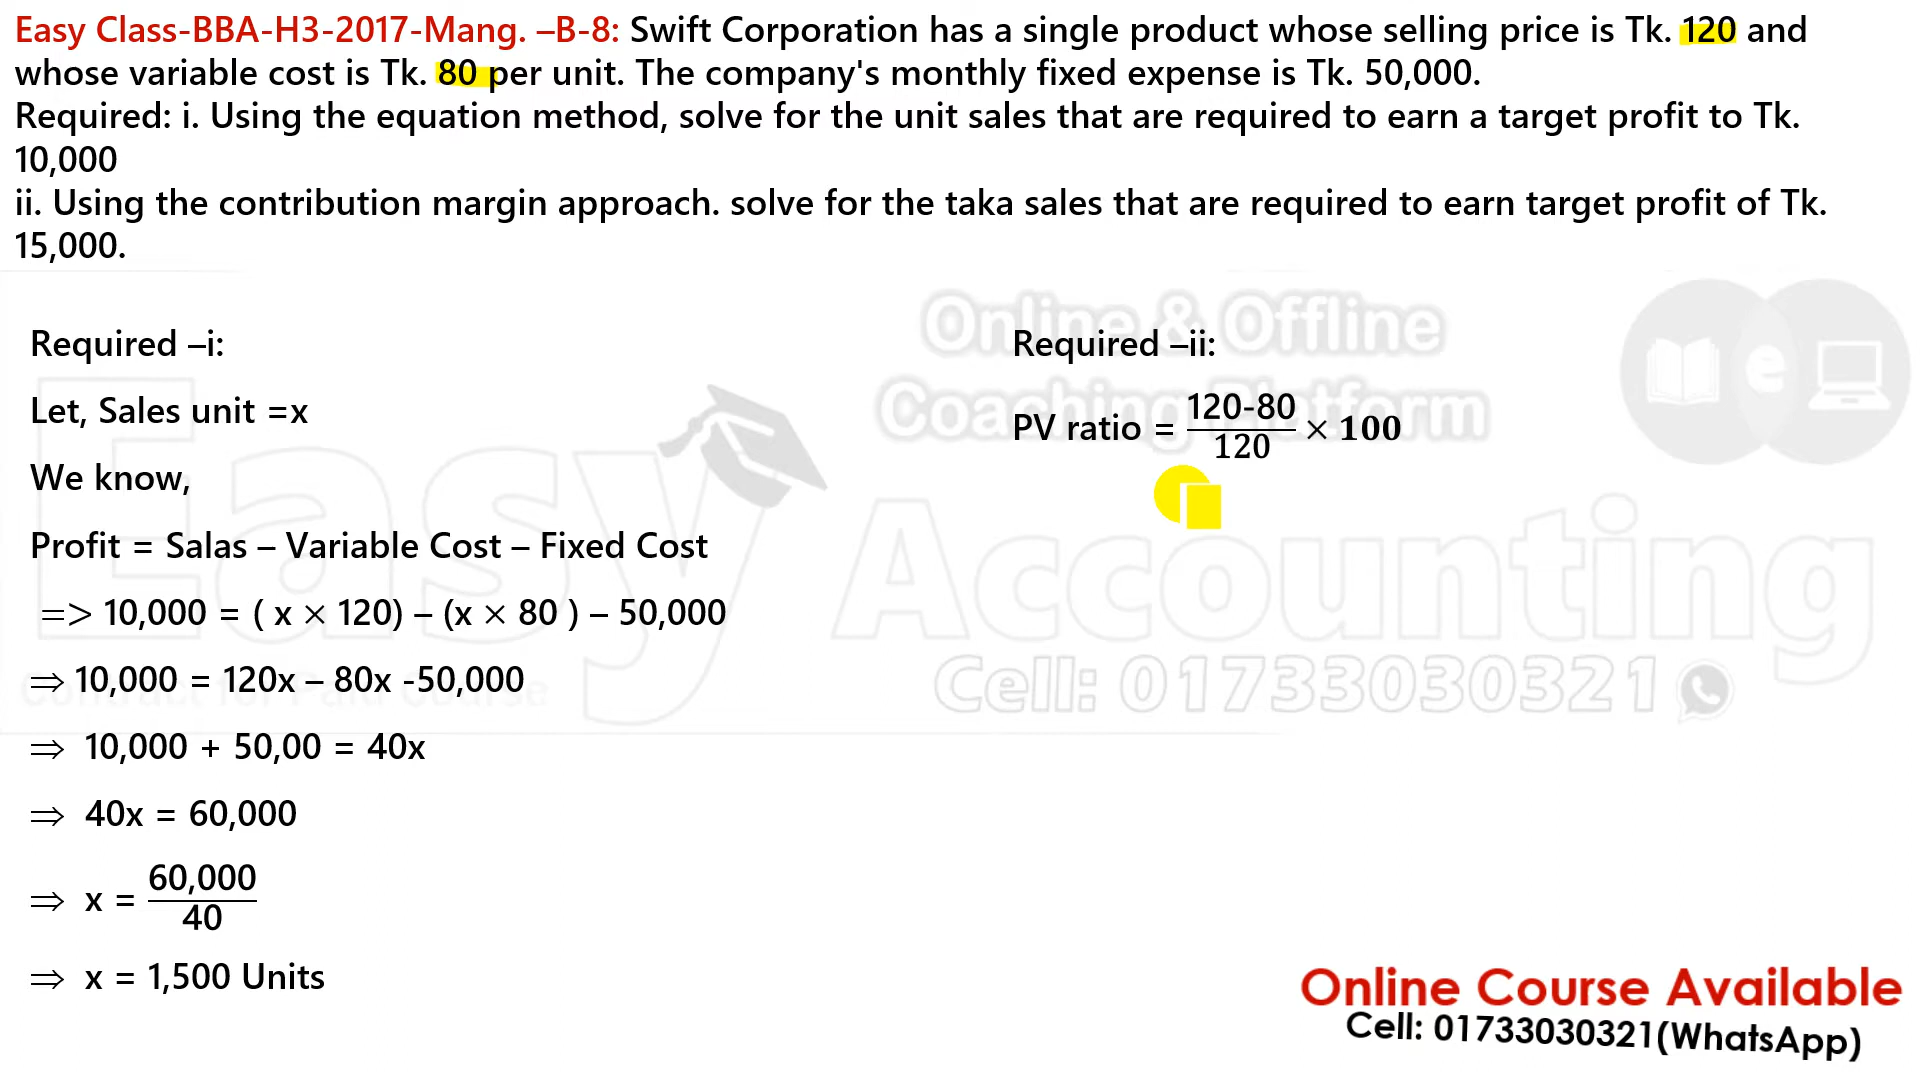 Easy Class-BBA-H3-2017-Mang. –B-8: Swift Corporation has a single product whose selling price is Tk. 120 and
whose variable cost is Tk. 80 per unit. The company's monthly fixed expense is Tk. 50,000.
Required: i. Using the equation method, solve for the unit sales that are required to earn a target profit to Tk.
10,000
ii. Using the contribution margin approach. solve for the taka sales that are required to earn target profit of Tk.
15,000.
Online & Offline
Coaching Platform
e
Easy Accounting
Cell: 01733030321
Contract for Paid Course
Required –i:
Let, Sales unit =x
We know,
Profit = Salas – Variable Cost – Fixed Cost
=> 10,000 = ( x × 120) – (x × 80 ) – 50,000
⇒ 10,000 = 120x – 80x -50,000
⇒ 10,000 + 50,00 = 40x
⇒ 40x = 60,000
⇒ x = 60,000/40
⇒ x = 1,500 Units
Required –ii:
PV ratio = 120-80/120 × 100
Online Course Available
Cell: 01733030321(WhatsApp)